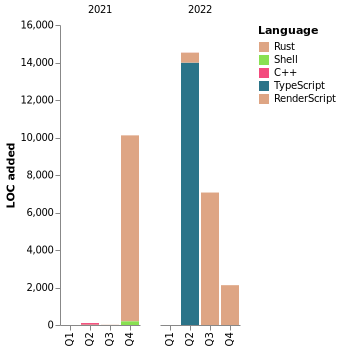 2021 2022
Language
Rust
Shell
C++
TypeScript
RenderScript
LOC added
16,000
14,000
12,000
10,000
8,000
6,000
4,000
2,000
0
Q1 Q2 Q3 Q4 Q1 Q2 Q3 Q4